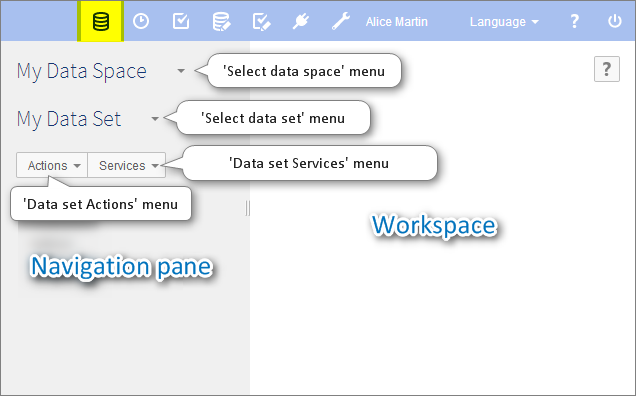 Alice Martin Language ? 
My Data Space
'Select data space' menu
?
My Data Set
'Select data set' menu
Actions Services
'Data set Services' menu
'Data set Actions' menu
Workspace
Navigation pane